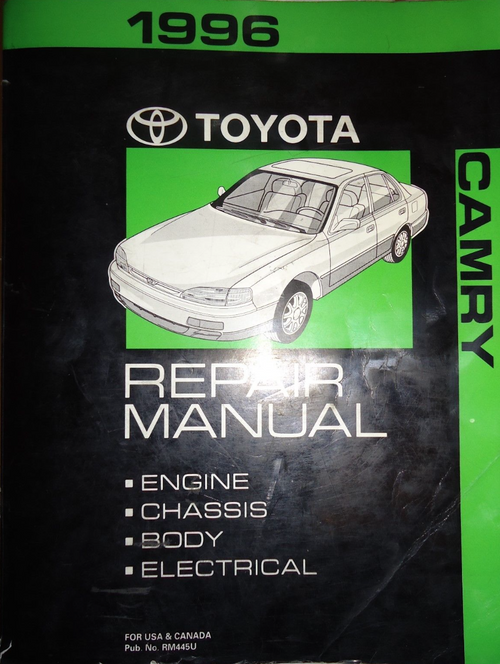 1996
TOYOTA
CAMRY
REPAIR
MANUAL
▪ ENGINE
▪ CHASSIS
▪ BODY
▪ ELECTRICAL
FOR USA & CANADA
Pub. No. RM445U